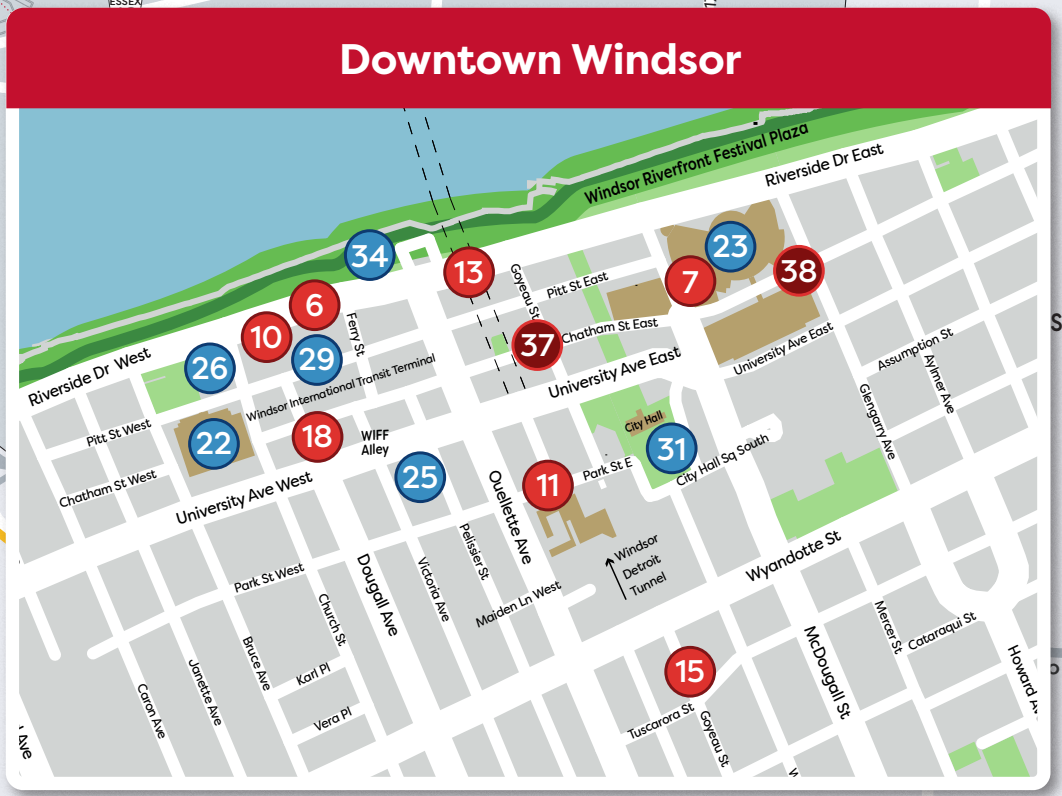 ESSEX
Downtown Windsor
Windsor Riverfront Festival Plaza
Riverside Dr East
34
13
23
7
38
Goyeau St
Pitt St East
6
10
Ferry St
37
Chatham St East
26
29
Riverside Dr West
Windsor International Transit Terminal
University Ave East
University Ave East
Assumption St
Aylmer Ave
Glengarry Ave
Pitt St West
22
18
WIFF
Alley
City Hall
31
City Hall Sq South
Chatham St West
25
University Ave West
11
Park St E
Ouellette Ave
Windsor
Detroit
Tunnel
Wyandotte St
Pelissier St
Victoria Ave
Dougall Ave
Park St West
Maiden Ln West
Church St
Bruce Ave
Karl Pl
Janette Ave
Caron Ave
Vera Pl
15
Tuscarora St
Goyeau St
McDougall St
Mercer St
Cataraqui St
Howard
Ave